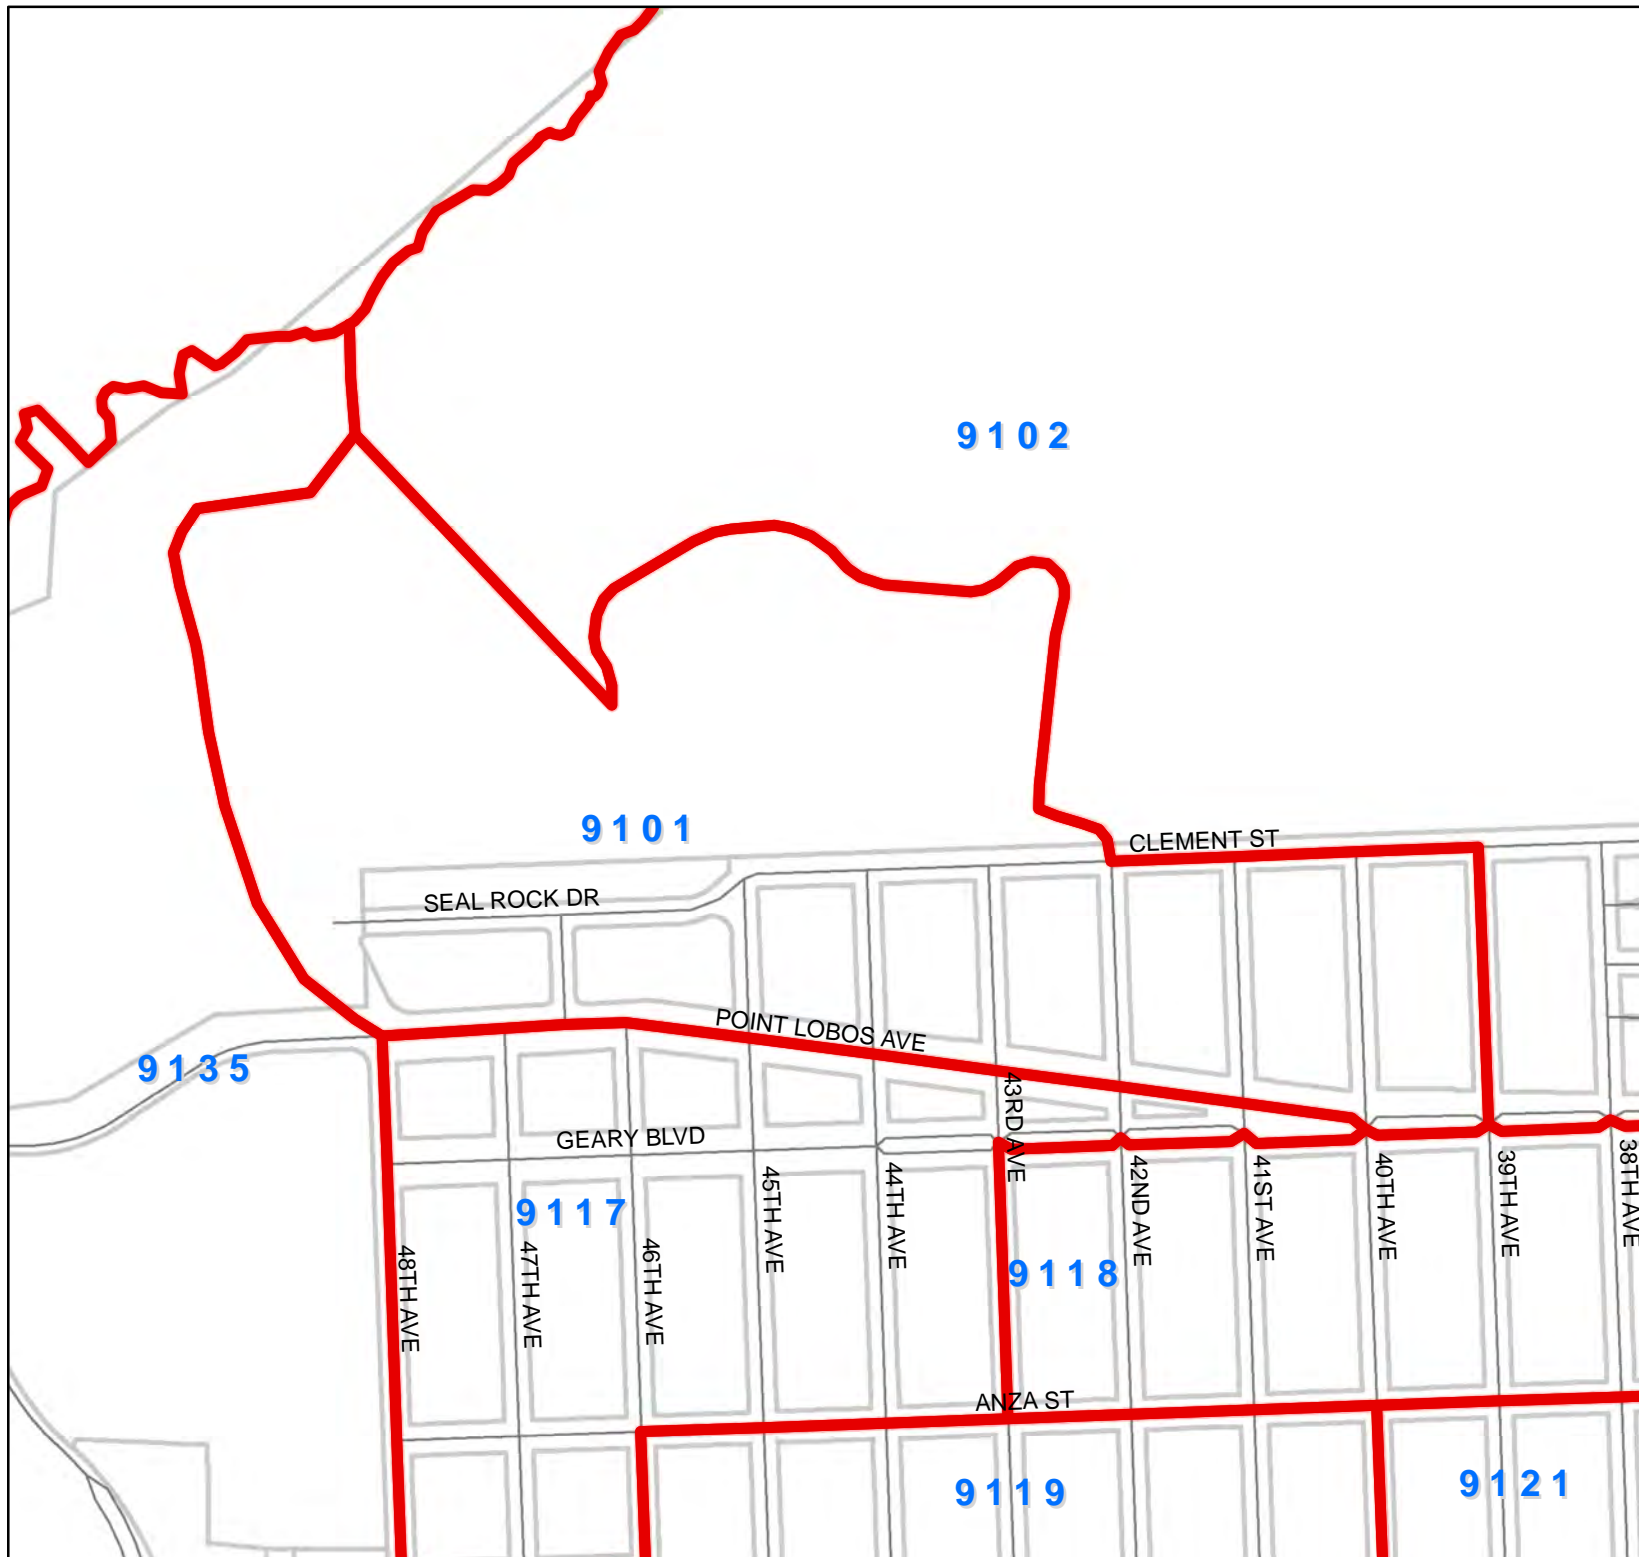 9102
9101
CLEMENT ST
SEAL ROCK DR
POINT LOBOS AVE
9135
43RD AVE
GEARY BLVD
38TH AVE
39TH AVE
40TH AVE
41ST AVE
42ND AVE
44TH AVE
45TH AVE
9117
46TH AVE
47TH AVE
48TH AVE
9118
ANZA ST
9119
9121